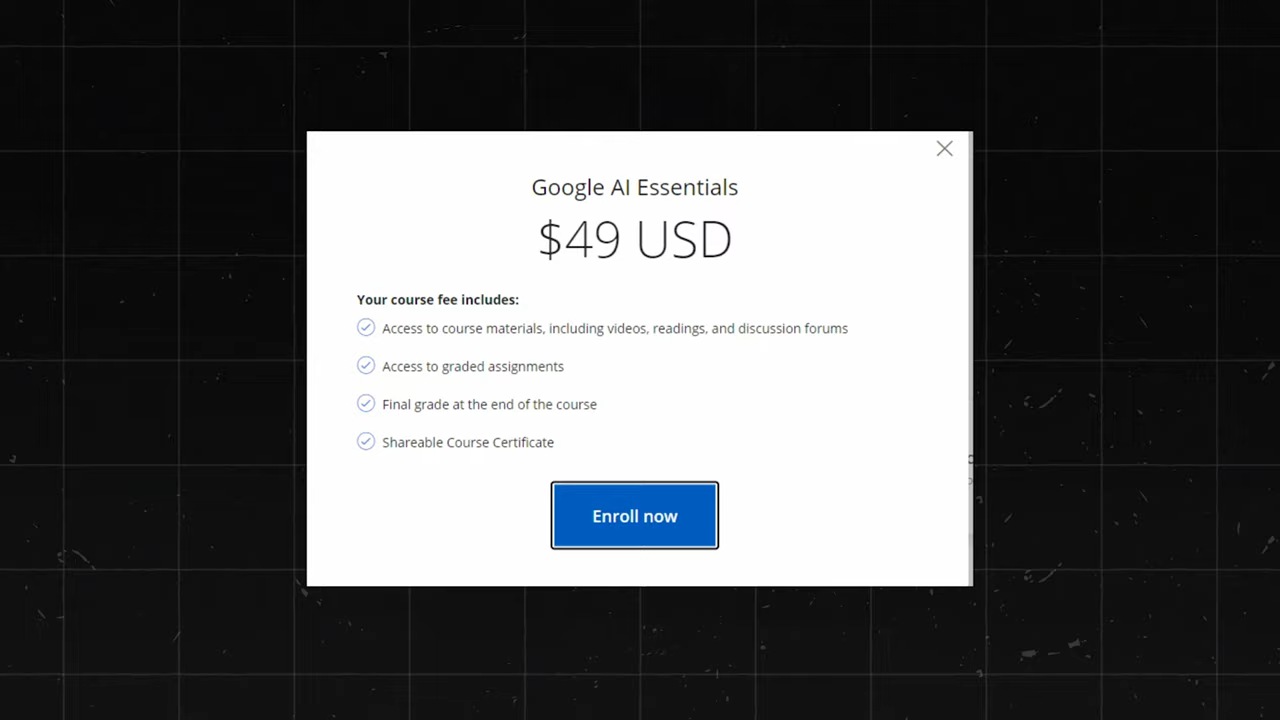 Google AI Essentials
$49 USD
Your course fee includes:
Access to course materials, including videos, readings, and discussion forums
Access to graded assignments
Final grade at the end of the course
Shareable Course Certificate
Enroll now